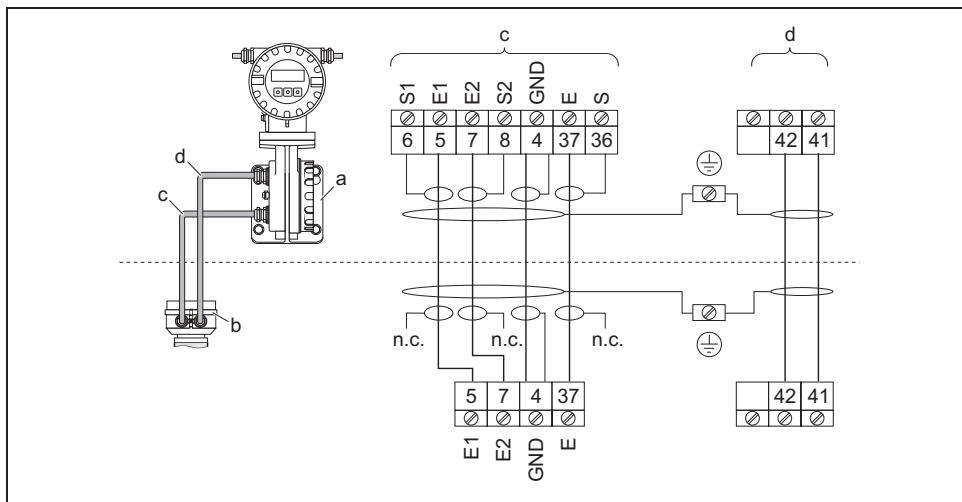 c
d
S1 E1 E2 S2 GND E S
6 5 7 8 4 37 36
42 41
d
c
a
b
n.c. n.c. n.c.
5 7 4 37
42 41
E1 E2 GND E